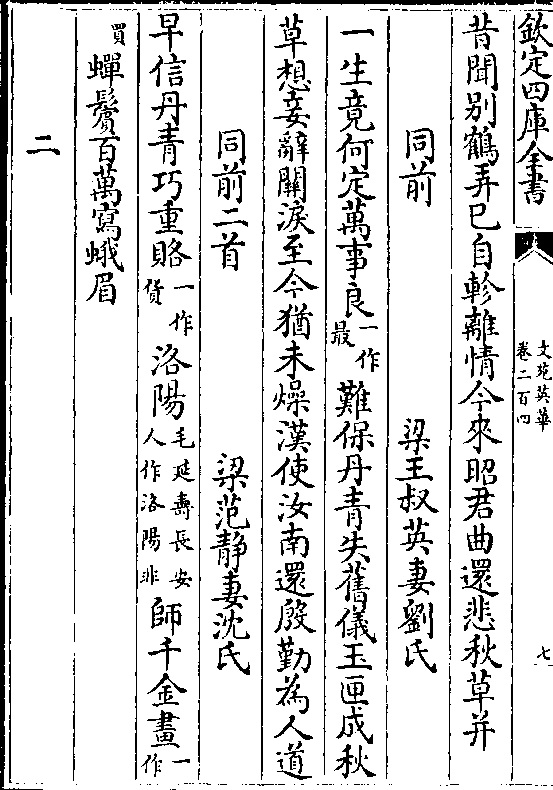 欽定四庫全書
文苑英華
卷二百四
七
昔聞别鶴弄已自軫離情今來昭君曲還悲秋草并
同前 梁王叔英妻劉氏
一生竟何定萬事良一作最難保丹青失舊儀玉匣成秋
草想妾辭關淚至今猶未燥漢使汝南還殷勤為人道
同前二首 梁范静妻沈氏
早信丹青巧重賂一作貨洛陽毛延壽長安人作洛陽非師千金畫一作
買蟬鬢百萬寫蛾眉
二